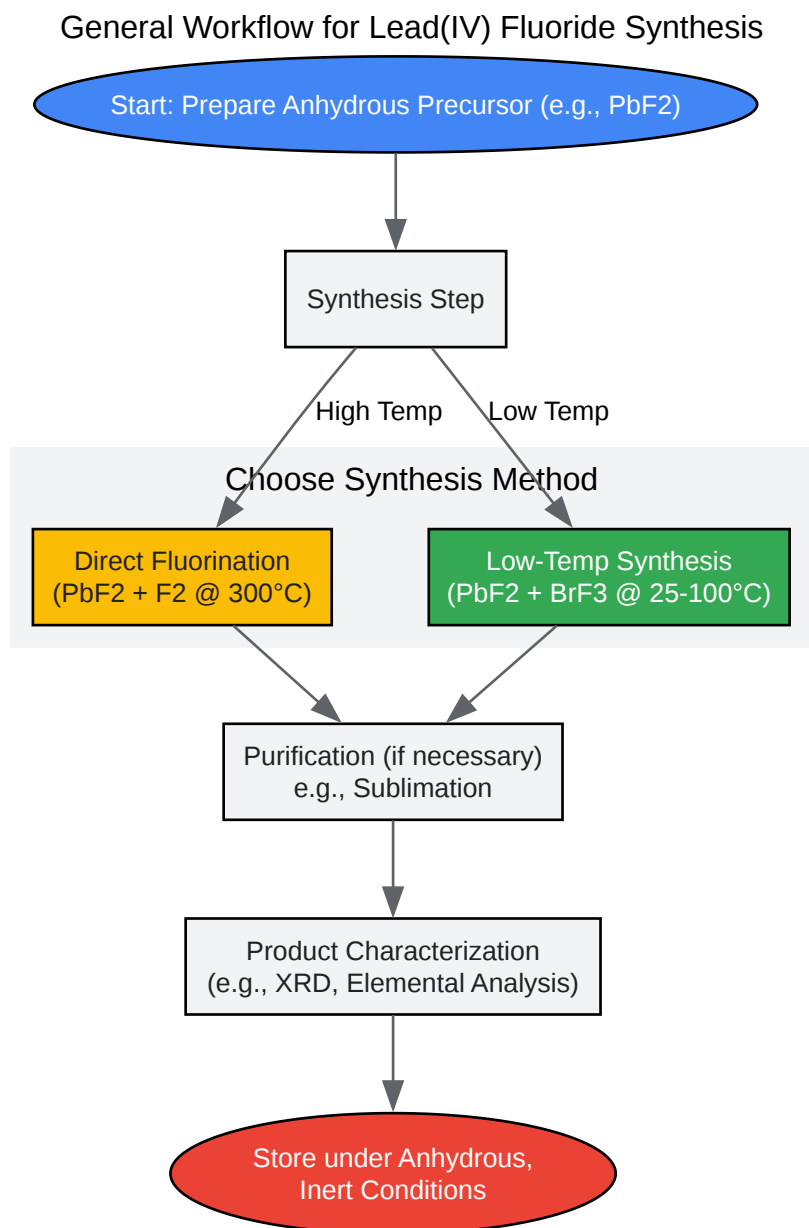 General Workflow for Lead(IV) Fluoride Synthesis
Start: Prepare Anhydrous Precursor (e.g., PbF2)
Synthesis Step
High Temp
Low Temp
Choose Synthesis Method
Direct Fluorination
(PbF2 + F2 @ 300°C)
Low-Temp Synthesis
(PbF2 + BrF3 @ 25-100°C)
Purification (if necessary)
e.g., Sublimation
Product Characterization
(e.g., XRD, Elemental Analysis)
Store under Anhydrous,
Inert Conditions